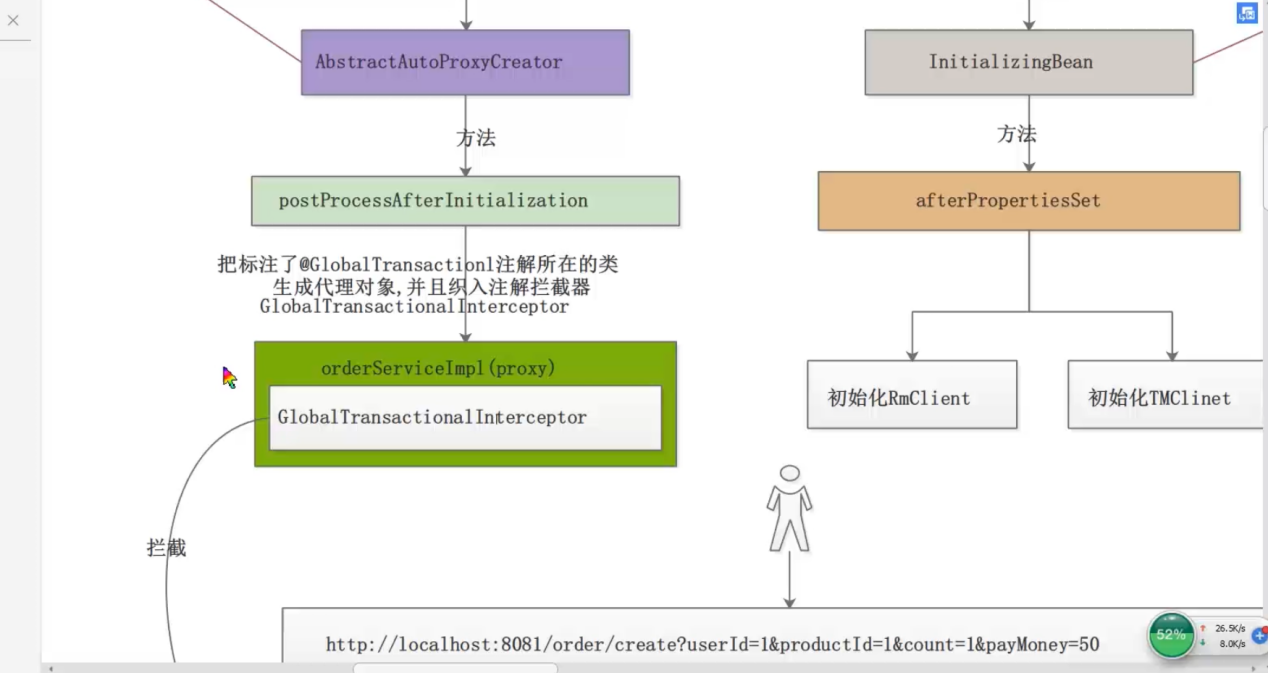 AbstractAutoProxyCreator
InitializingBean
方法
方法
postProcessAfterInitialization
afterPropertiesSet
把标注了@GlobalTransactionl注解所在的类
生成代理对象,并且织入注解拦截器
GlobalTransactionalInterceptor
orderServiceImpl(proxy)
GlobalTransactionalInterceptor
初始化RmClient
初始化TMClinet
拦截
http://localhost:8081/order/create?userId=1&productId=1&count=1&payMoney=50
52%
26.5K/s
8.0K/s